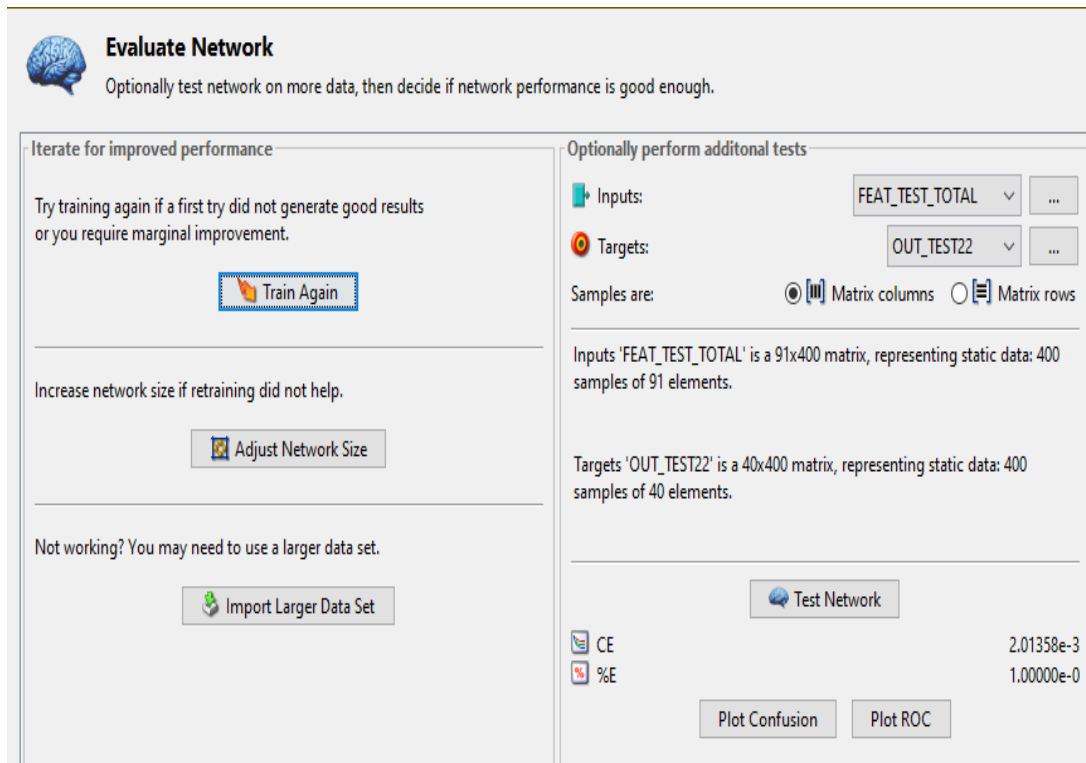 Evaluate Network
Optionally test network on more data, then decide if network performance is good enough.
Iterate for improved performance
Try training again if a first try did not generate good results
or you require marginal improvement.
Train Again
Increase network size if retraining did not help.
Adjust Network Size
Not working? You may need to use a larger data set.
Import Larger Data Set
Optionally perform additonal tests
Inputs: FEAT_TEST_TOTAL ...
Targets: OUT_TEST22 ...
Samples are: Matrix columns Matrix rows
Inputs 'FEAT_TEST_TOTAL' is a 91x400 matrix, representing static data: 400
samples of 91 elements.
Targets 'OUT_TEST22' is a 40x400 matrix, representing static data: 400
samples of 40 elements.
Test Network
CE 2.01358e-3
%E 1.00000e-0
Plot Confusion Plot ROC